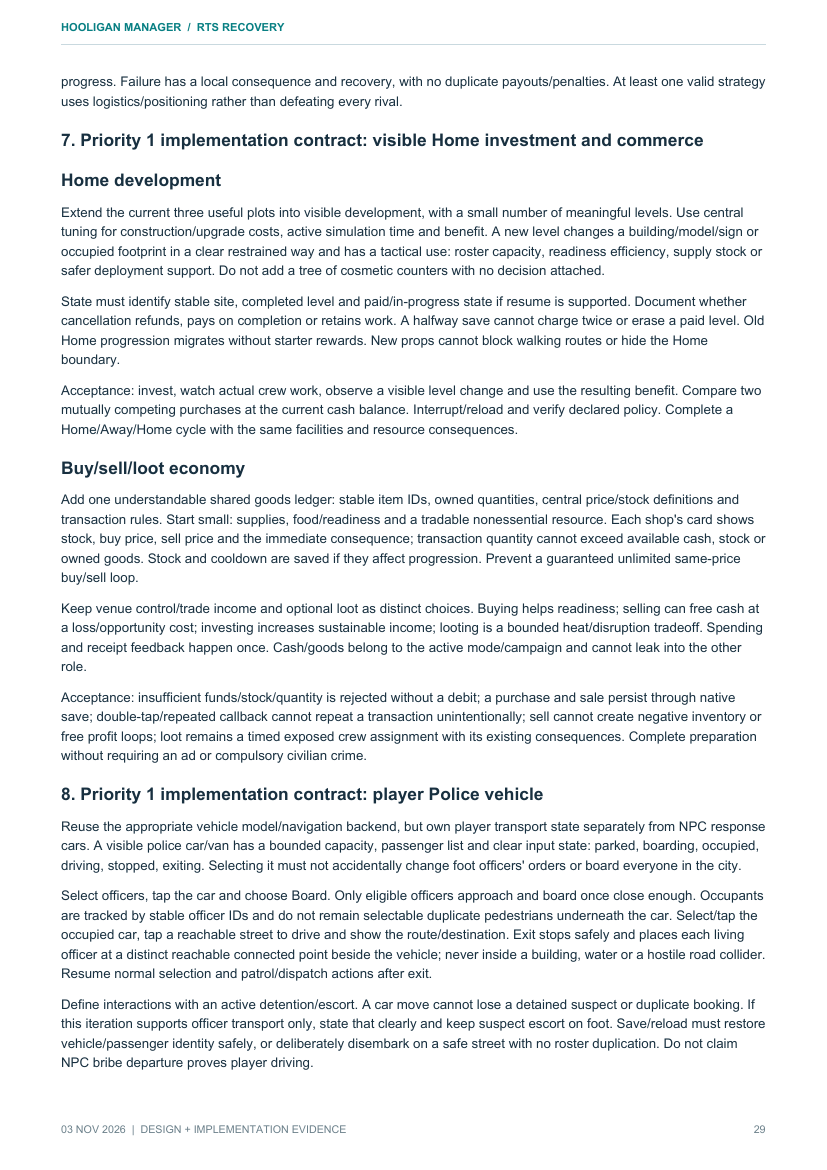 HOOLIGAN MANAGER / RTS RECOVERY
progress. Failure has a local consequence and recovery, with no duplicate payouts/penalties. At least one valid strategy
uses logistics/positioning rather than defeating every rival.
7. Priority 1 implementation contract: visible Home investment and commerce
Home development
Extend the current three useful plots into visible development, with a small number of meaningful levels. Use central
tuning for construction/upgrade costs, active simulation time and benefit. A new level changes a building/model/sign or
occupied footprint in a clear restrained way and has a tactical use: roster capacity, readiness efficiency, supply stock or
safer deployment support. Do not add a tree of cosmetic counters with no decision attached.
State must identify stable site, completed level and paid/in-progress state if resume is supported. Document whether
cancellation refunds, pays on completion or retains work. A halfway save cannot charge twice or erase a paid level. Old
Home progression migrates without starter rewards. New props cannot block walking routes or hide the Home
boundary.
Acceptance: invest, watch actual crew work, observe a visible level change and use the resulting benefit. Compare two
mutually competing purchases at the current cash balance. Interrupt/reload and verify declared policy. Complete a
Home/Away/Home cycle with the same facilities and resource consequences.
Buy/sell/loot economy
Add one understandable shared goods ledger: stable item IDs, owned quantities, central price/stock definitions and
transaction rules. Start small: supplies, food/readiness and a tradable nonessential resource. Each shop's card shows
stock, buy price, sell price and the immediate consequence; transaction quantity cannot exceed available cash, stock or
owned goods. Stock and cooldown are saved if they affect progression. Prevent a guaranteed unlimited same-price
buy/sell loop.
Keep venue control/trade income and optional loot as distinct choices. Buying helps readiness; selling can free cash at
a loss/opportunity cost; investing increases sustainable income; looting is a bounded heat/disruption tradeoff. Spending
and receipt feedback happen once. Cash/goods belong to the active mode/campaign and cannot leak into the other
role.
Acceptance: insufficient funds/stock/quantity is rejected without a debit; a purchase and sale persist through native
save; double-tap/repeated callback cannot repeat a transaction unintentionally; sell cannot create negative inventory or
free profit loops; loot remains a timed exposed crew assignment with its existing consequences. Complete preparation
without requiring an ad or compulsory civilian crime.
8. Priority 1 implementation contract: player Police vehicle
Reuse the appropriate vehicle model/navigation backend, but own player transport state separately from NPC response
cars. A visible police car/van has a bounded capacity, passenger list and clear input state: parked, boarding, occupied,
driving, stopped, exiting. Selecting it must not accidentally change foot officers' orders or board everyone in the city.
Select officers, tap the car and choose Board. Only eligible officers approach and board once close enough. Occupants
are tracked by stable officer IDs and do not remain selectable duplicate pedestrians underneath the car. Select/tap the
occupied car, tap a reachable street to drive and show the route/destination. Exit stops safely and places each living
officer at a distinct reachable connected point beside the vehicle; never inside a building, water or a hostile road collider.
Resume normal selection and patrol/dispatch actions after exit.
Define interactions with an active detention/escort. A car move cannot lose a detained suspect or duplicate booking. If
this iteration supports officer transport only, state that clearly and keep suspect escort on foot. Save/reload must restore
vehicle/passenger identity safely, or deliberately disembark on a safe street with no roster duplication. Do not claim
NPC bribe departure proves player driving.
03 NOV 2026 | DESIGN + IMPLEMENTATION EVIDENCE
29